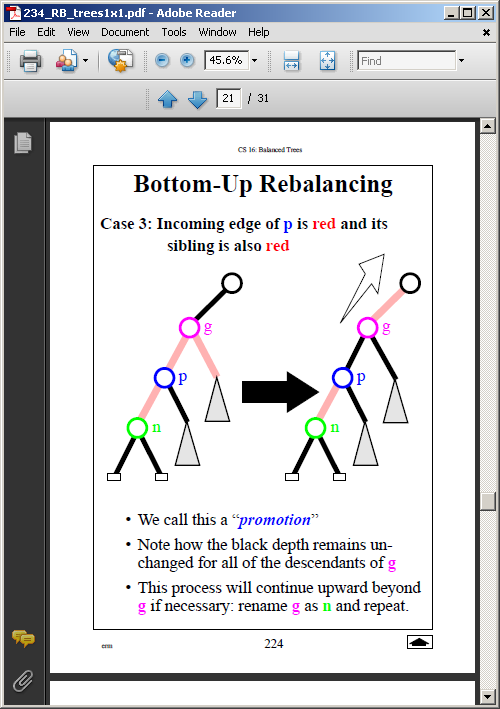 234_RB_trees1x1.pdf - Adobe Reader
File Edit View Document Tools Window Help
45.6% Find
21 / 31
CS 16: Balanced Trees
Bottom-Up Rebalancing
Case 3: Incoming edge of p is red and its
sibling is also red
g g
p p
n n
• We call this a “promotion”
• Note how the black depth remains un-
changed for all of the descendants of g
• This process will continue upward beyond
g if necessary: rename g as n and repeat.
erm 224